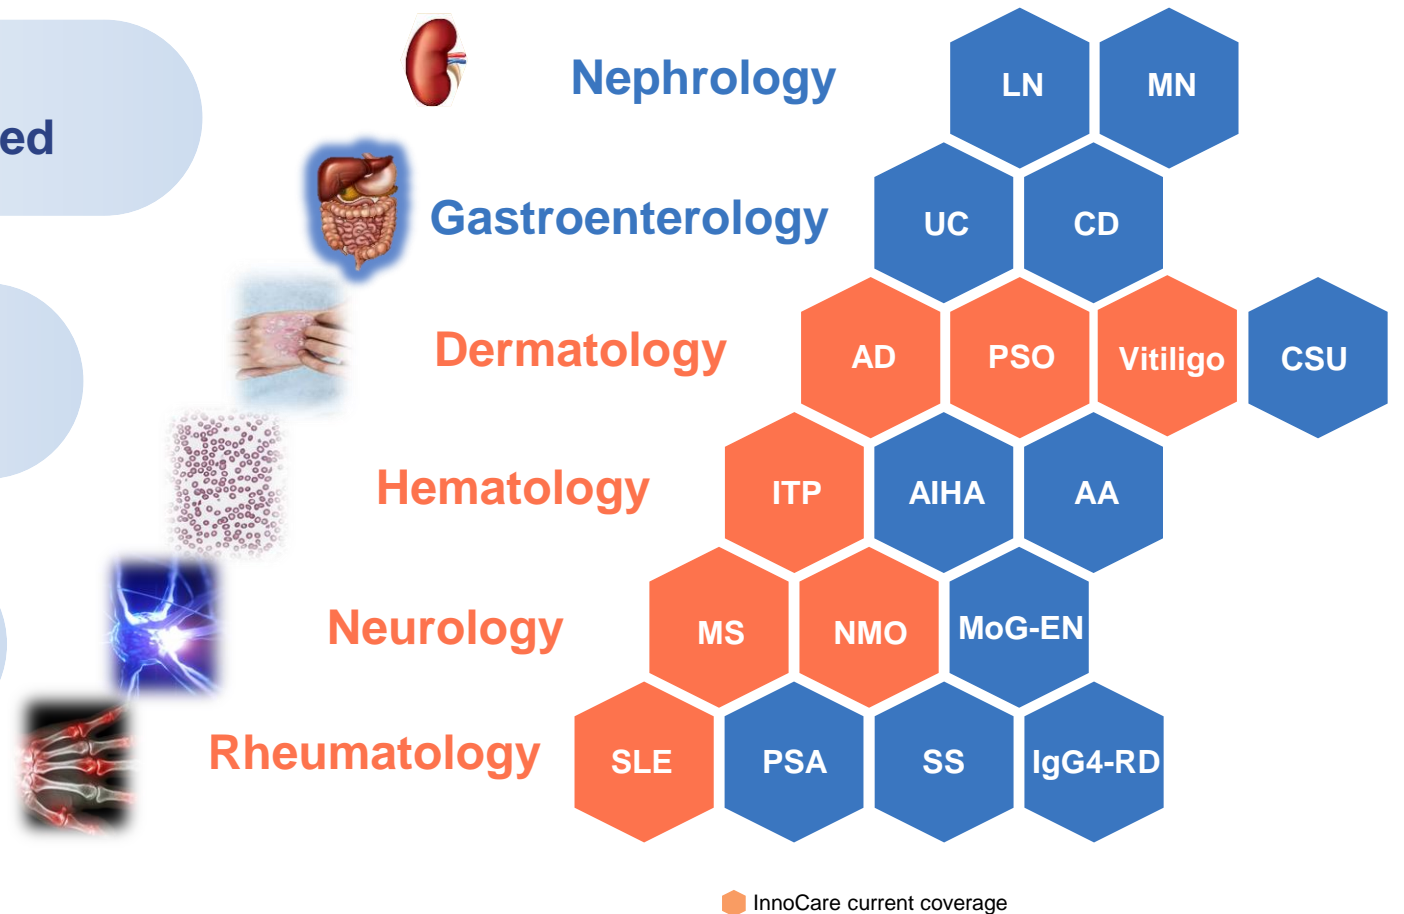 ed
Nephrology
LN
MN
Gastroenterology
UC
CD
Dermatology
AD
PSO
Vitiligo
CSU
Hematology
ITP
AIHA
AA
Neurology
MS
NMO
MoG-EN
Rheumatology
SLE
PSA
SS
IgG4-RD
InnoCare current coverage